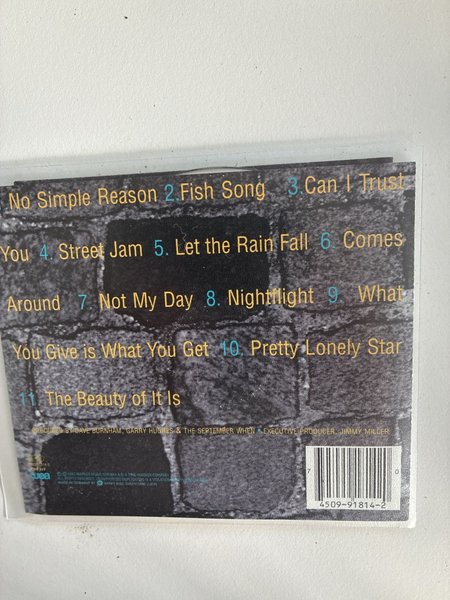 No Simple Reason 2. Fish Song 3. Can I Trust
You 4. Street Jam 5. Let the Rain Fall 6. Comes
Around 7. Not My Day 8. Nightflight 9. What
You Give is What You Get 10. Pretty Lonely Star
11. The Beauty of It Is
BY DAVE BURNHAM, GARRY HUGHES & THE SEPTEMBER WHEN • EXECUTIVE PRODUCER: JIMMY MILLER
wea
7
0
4509-91814-2